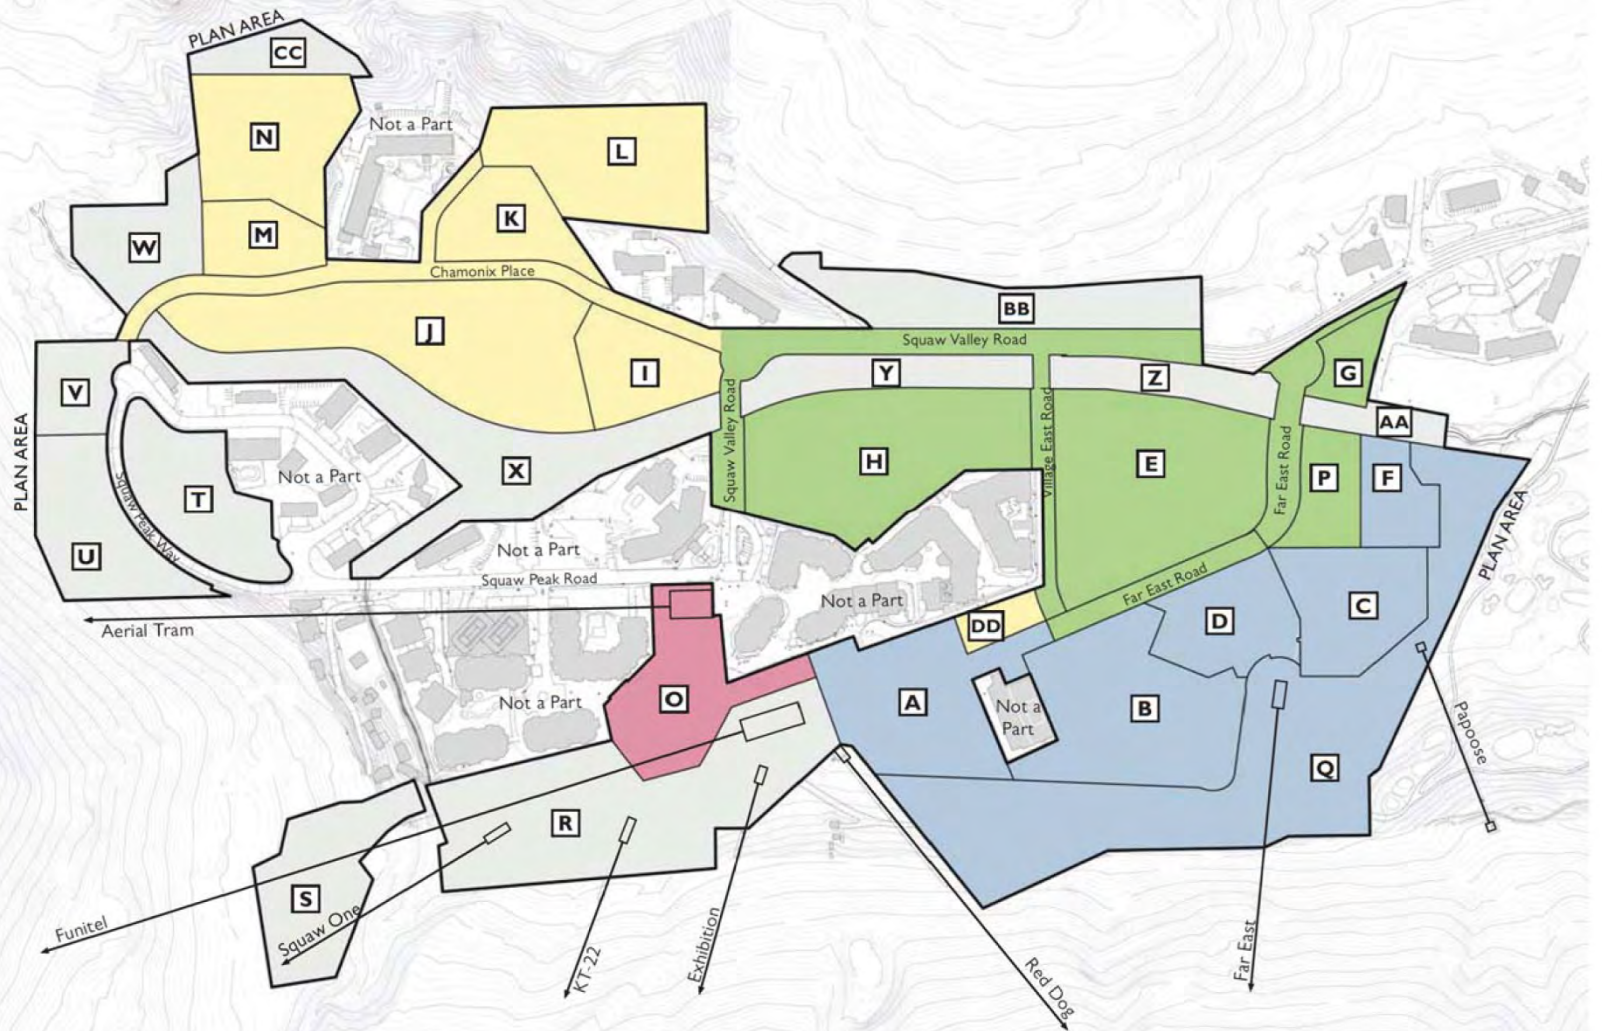 PLAN AREA
CC
N
Not a Part
L
M
K
W
Chamonix Place
BB
J
Squaw Valley Road
I
Y
Z
G
V
PLAN AREA
Squaw Valley Road
Village East Road
AA
H
E
Far East Road
P
F
Not a Part
X
T
Squaw Peak Way
PLAN AREA
U
Not a Part
Squaw Peak Road
Not a Part
Far East Road
Aerial Tram
DD
D
C
O
Not a Part
A
Not a
Part
B
Papoose
Q
R
S
Funitel
Squaw One
KT-22
Exhibition
Red Dog
Far East